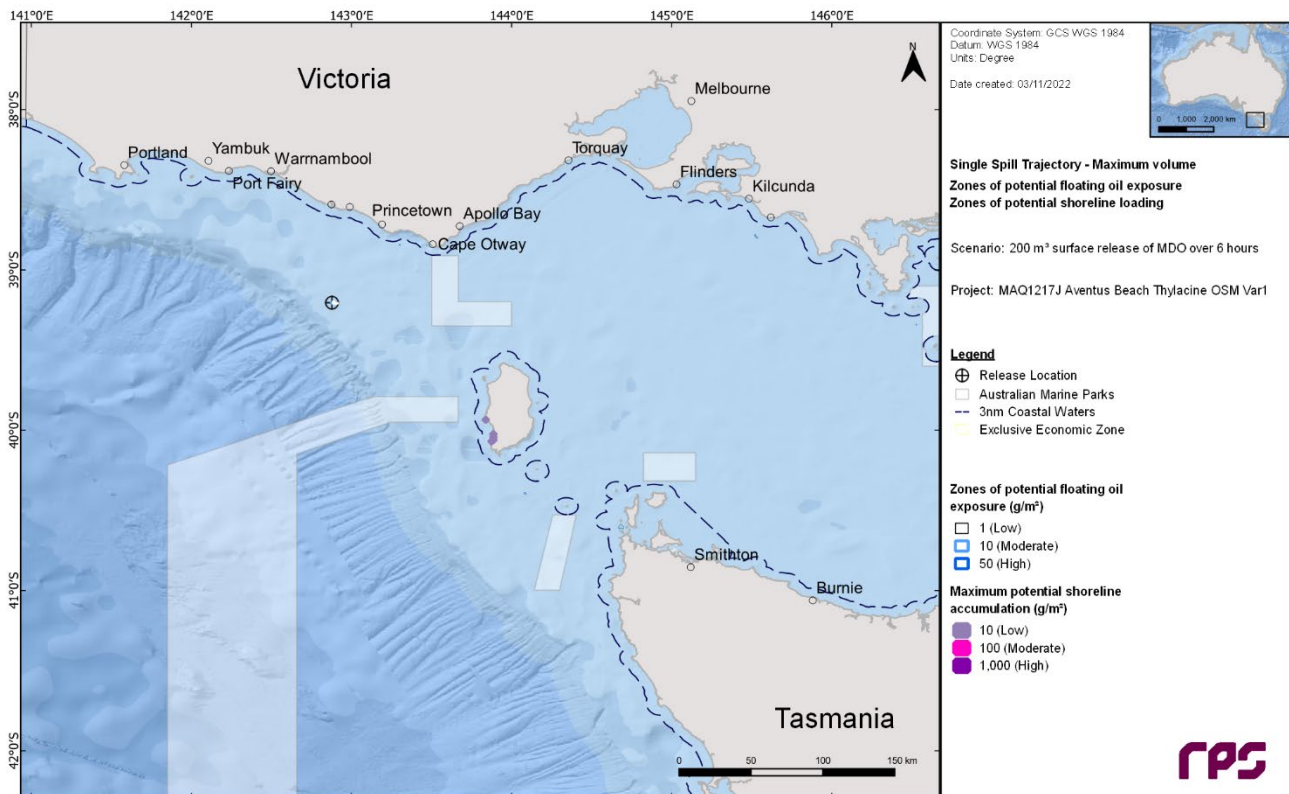 141°0'E 142°0'E 143°0'E 144°0'E 145°0'E 146°0'E
38°0'S
39°0'S
40°0'S
41°0'S
42°0'S
N
Victoria
Melbourne
Portland
Yambuk
Warrnambool
Port Fairy
Torquay
Flinders
Kilcunda
Princetown
Apollo Bay
Cape Otway
Smithton
Burnie
Tasmania
0 50 100 150 km
Coordinate System: GCS WGS 1984
Datum: WGS 1984
Units: Degree
Date created: 03/11/2022
0 1,000 2,000 km
Single Spill Trajectory - Maximum volume
Zones of potential floating oil exposure
Zones of potential shoreline loading
Scenario: 200 m³ surface release of MDO over 6 hours
Project: MAQ1217J Aventus Beach Thylacine OSM Var1
Legend
Release Location
Australian Marine Parks
3nm Coastal Waters
Exclusive Economic Zone
Zones of potential floating oil
exposure (g/m²)
1 (Low)
10 (Moderate)
50 (High)
Maximum potential shoreline
accumulation (g/m²)
10 (Low)
100 (Moderate)
1,000 (High)
rps